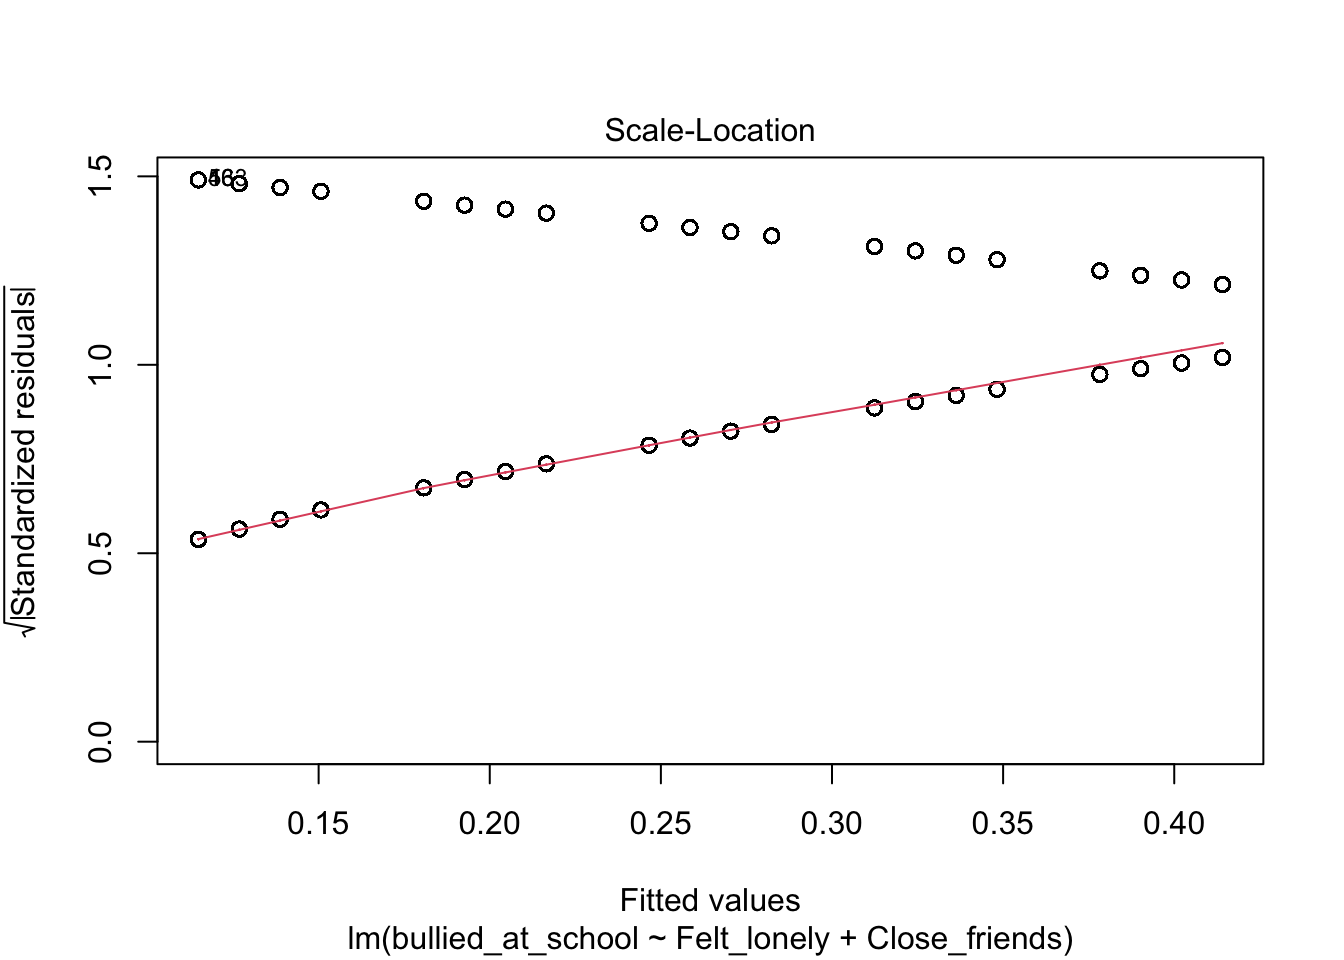 Scale-Location
√|Standardized residuals|
1.5
1.0
0.5
0.0
0.15 0.20 0.25 0.30 0.35 0.40
Fitted values
lm(bullied_at_school ~ Felt_lonely + Close_friends)